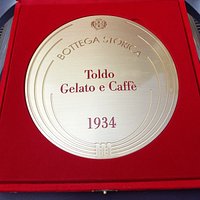 BOTTEGA STORICA
Toldo
Gelato e Caffè
1934